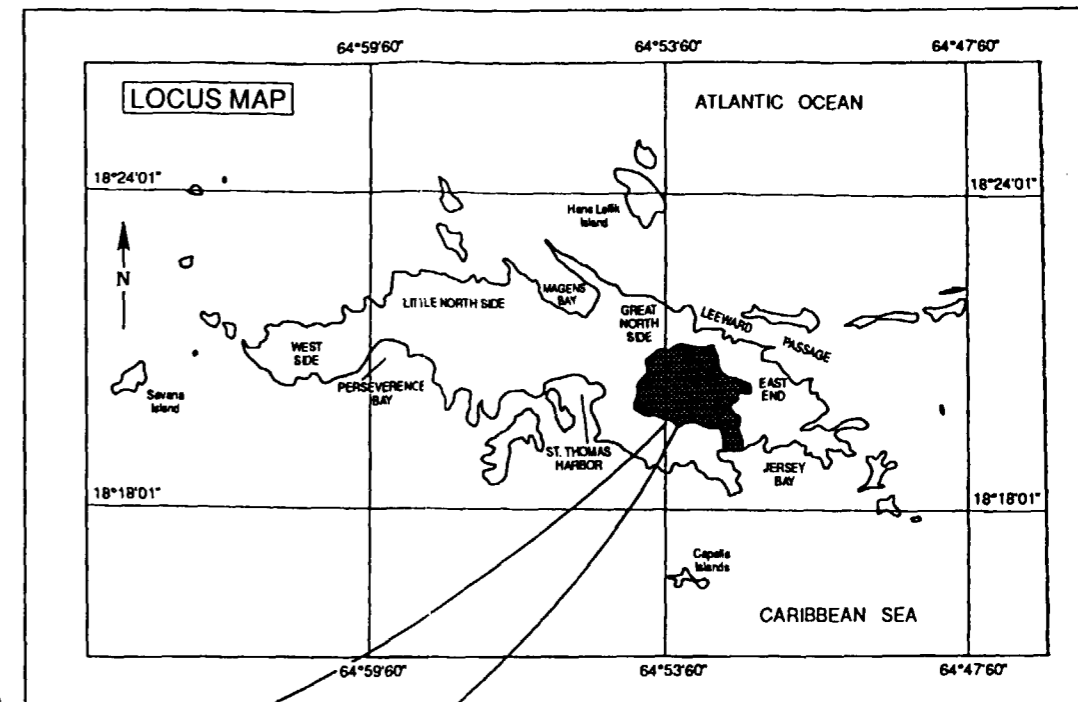 64°59'60" 64°53'60" 64°47'60"
LOCUS MAP
ATLANTIC OCEAN
18°24'01" 18°24'01"
Hans Lollik
Island
N
MAGENS
BAY
LITTLE NORTH SIDE
GREAT
NORTH
SIDE
LEEWARD
PASSAGE
WEST
SIDE
PERSEVERENCE
BAY
EAST
END
Savana
Island
ST. THOMAS
HARBOR
JERSEY
BAY
18°18'01" 18°18'01"
Capella
Islands
CARIBBEAN SEA
64°59'60" 64°53'60" 64°47'60"